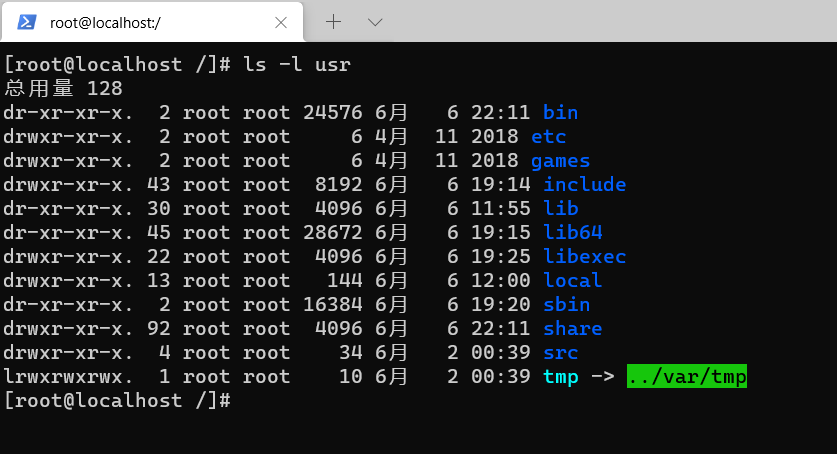 root@localhost:/
[root@localhost /]# ls -l usr
总用量 128
dr-xr-xr-x.  2 root root 24576 6月   6 22:11 bin
drwxr-xr-x.  2 root root     6 4月  11 2018 etc
drwxr-xr-x.  2 root root     6 4月  11 2018 games
drwxr-xr-x. 43 root root  8192 6月   6 19:14 include
dr-xr-xr-x. 30 root root  4096 6月   6 11:55 lib
dr-xr-xr-x. 45 root root 28672 6月   6 19:15 lib64
drwxr-xr-x. 22 root root  4096 6月   6 19:25 libexec
drwxr-xr-x. 13 root root   144 6月   6 12:00 local
dr-xr-xr-x.  2 root root 16384 6月   6 19:20 sbin
drwxr-xr-x. 92 root root  4096 6月   6 22:11 share
drwxr-xr-x.  4 root root    34 6月   2 00:39 src
lrwxrwxrwx.  1 root root    10 6月   2 00:39 tmp -> ../var/tmp
[root@localhost /]#